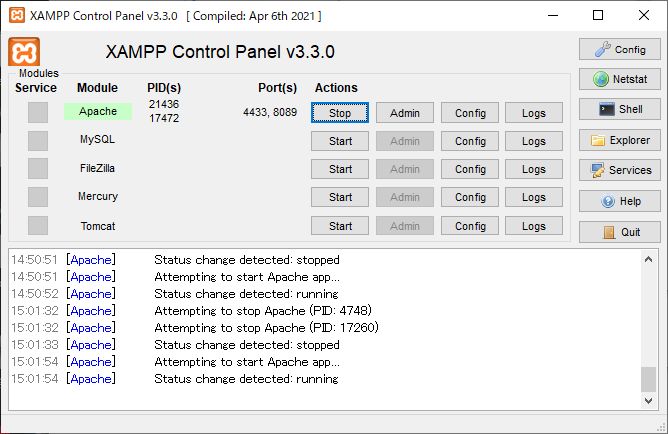 XAMPP Control Panel v3.3.0 [ Compiled: Apr 6th 2021 ]
XAMPP Control Panel v3.3.0
Config
Modules
Service Module PID(s) Port(s) Actions
Netstat
Apache 21436 17472 4433, 8089 Stop Admin Config Logs
Shell
MySQL Start Admin Config Logs
Explorer
FileZilla Start Admin Config Logs
Services
Mercury Start Admin Config Logs
Help
Tomcat Start Admin Config Logs
Quit
14:50:51 [Apache] Status change detected: stopped
14:50:51 [Apache] Attempting to start Apache app...
14:50:52 [Apache] Status change detected: running
15:01:32 [Apache] Attempting to stop Apache (PID: 4748)
15:01:32 [Apache] Attempting to stop Apache (PID: 17260)
15:01:33 [Apache] Status change detected: stopped
15:01:54 [Apache] Attempting to start Apache app...
15:01:54 [Apache] Status change detected: running